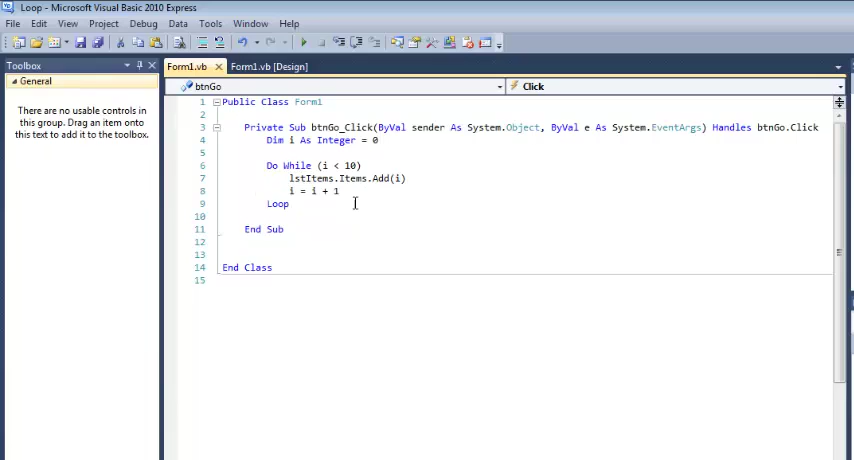 Loop - Microsoft Visual Basic 2010 Express
File Edit View Project Debug Data Tools Window Help
Toolbox
Form1.vb
Form1.vb [Design]
General
btnGo
Click
There are no usable controls in
this group. Drag an item onto
this text to add it to the toolbox.
1 Public Class Form1
2
3 Private Sub btnGo_Click(ByVal sender As System.Object, ByVal e As System.EventArgs) Handles btnGo.Click
4 Dim i As Integer = 0
5
6 Do While (i < 10)
7 lstItems.Items.Add(i)
8 i = i + 1
9 Loop
10
11 End Sub
12
13
14 End Class
15